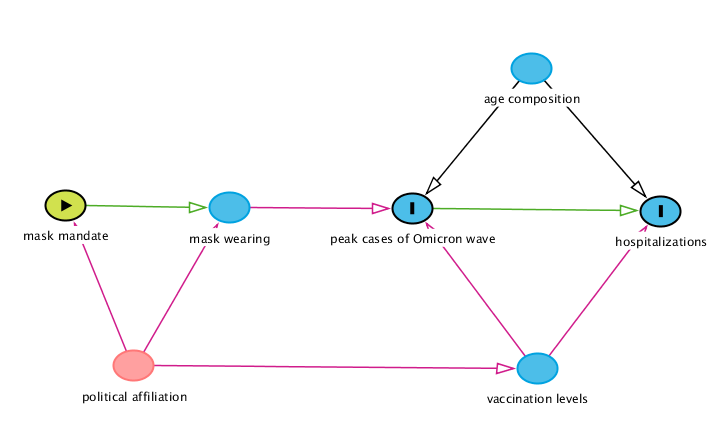 age composition
mask mandate
mask wearing
peak cases of Omicron wave
hospitalizations
political affiliation
vaccination levels